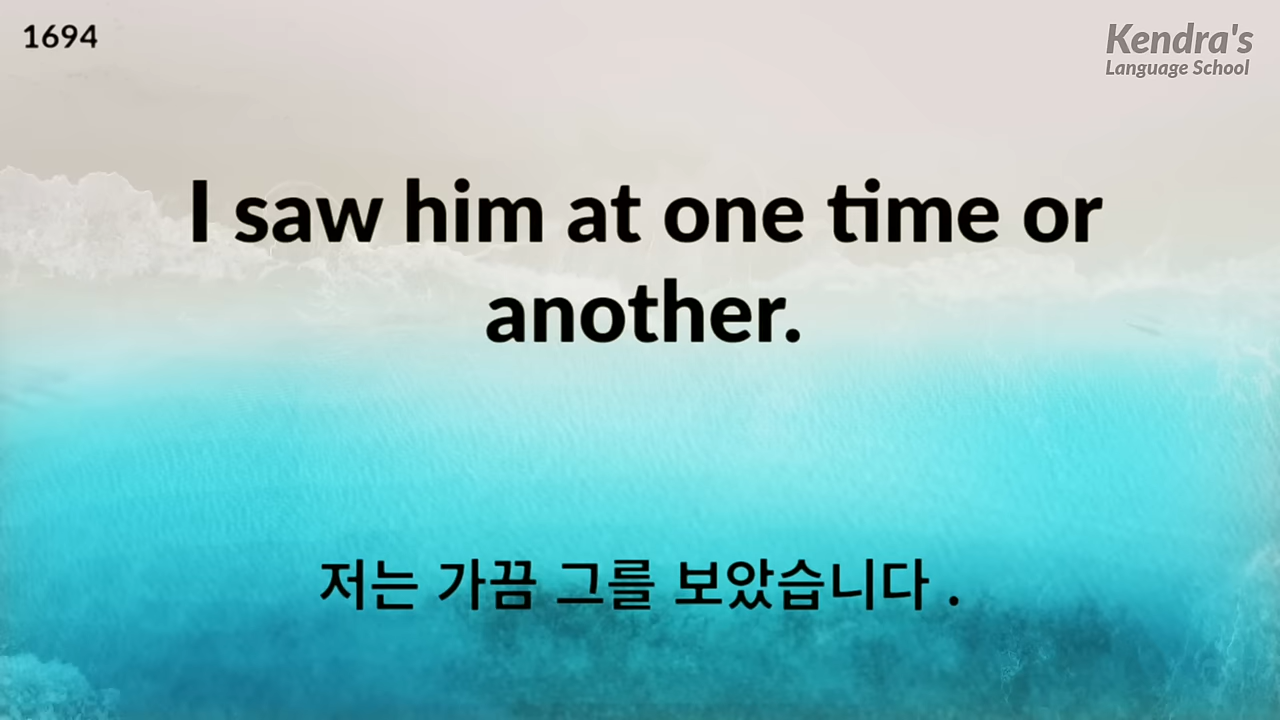 1694
Kendra's
Language School
I saw him at one time or
another.
저는 가끔 그를 보았습니다 .